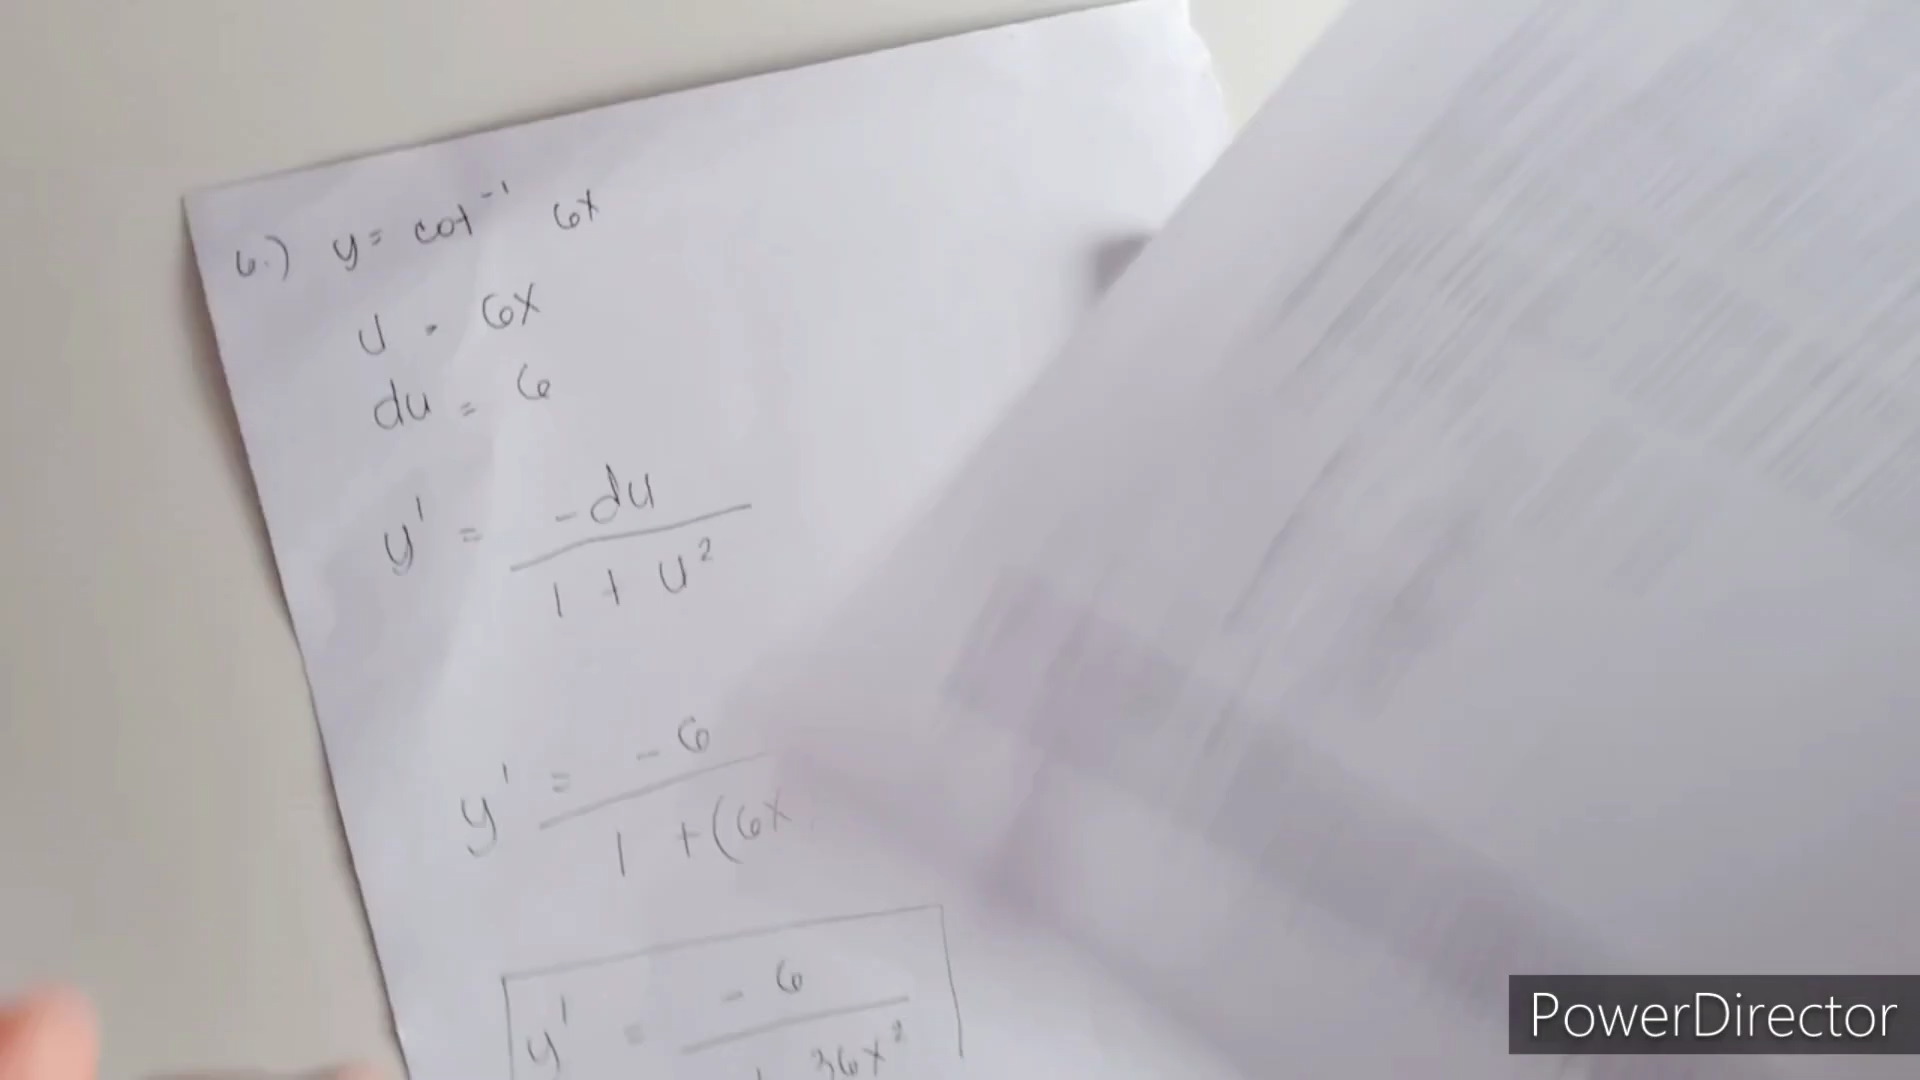 6.) y = cot⁻¹ 6x
u = 6x
du = 6
y' = -du / 1 + u²
y' = -6 / 1 + (6x
y' = -6 / 36x²
PowerDirector